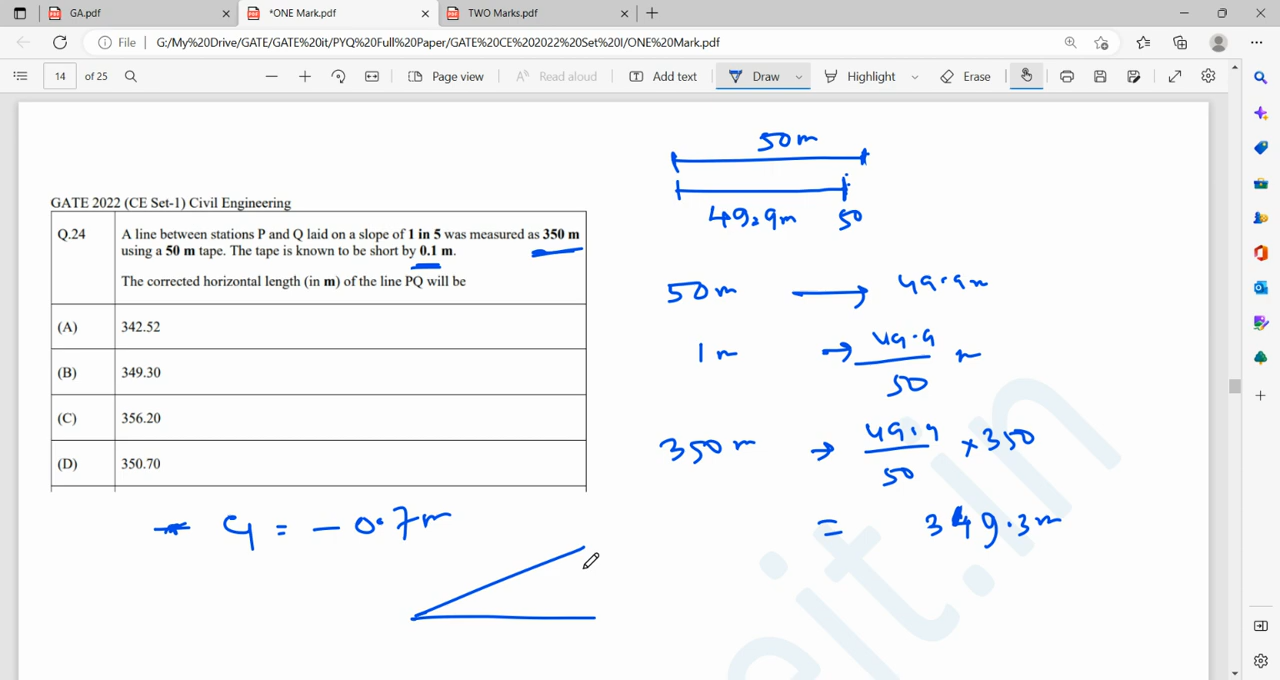 GA.pdf
*ONE Mark.pdf
TWO Marks.pdf
File
G:/My%20Drive/GATE/GATE%20it/PYQ%20Full%20Paper/GATE%20CE%202022%20Set%20I/ONE%20Mark.pdf
14 of 25
Page view
Read aloud
Add text
Draw
Highlight
Erase
GATE 2022 (CE Set-1) Civil Engineering
Q.24
A line between stations P and Q laid on a slope of 1 in 5 was measured as 350 m
using a 50 m tape. The tape is known to be short by 0.1 m.
The corrected horizontal length (in m) of the line PQ will be
(A) 342.52
(B) 349.30
(C) 356.20
(D) 350.70
50m
49.9m 50
50m → 49.9m
1m → 49.9/50 m
350m → 49.9/50 × 350
= 349.3m
= - 0.7m
eit.in